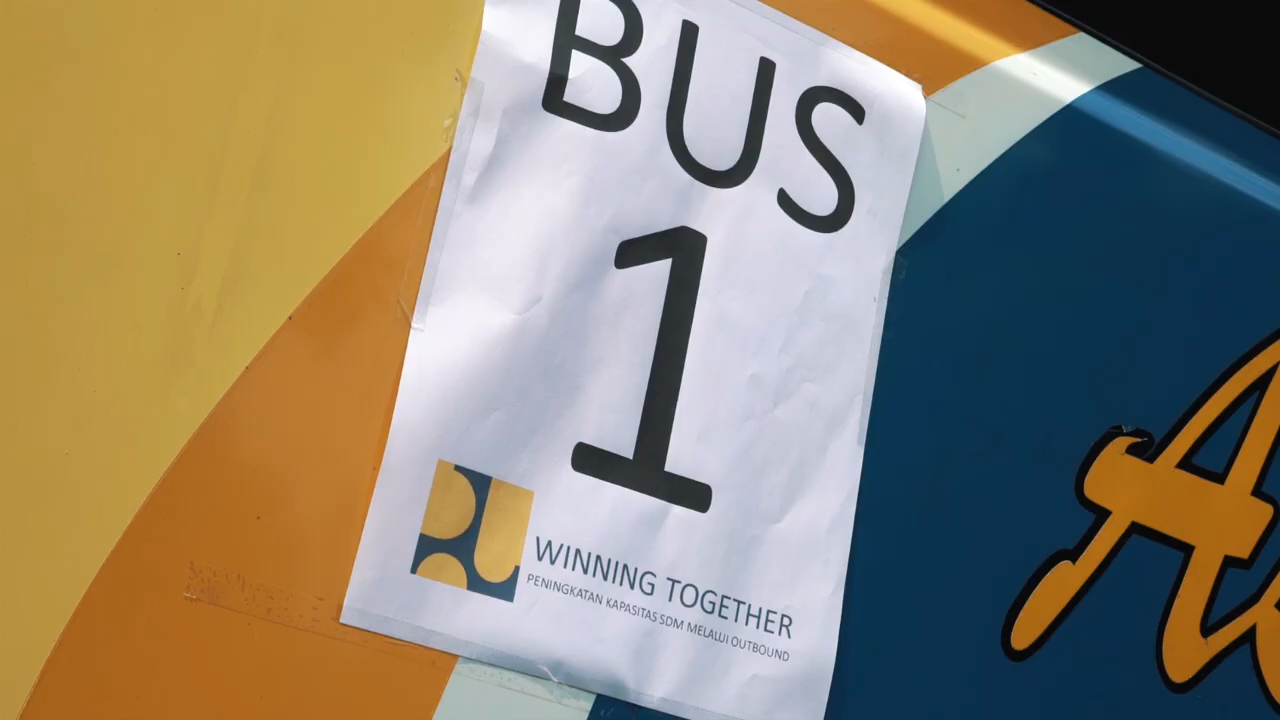 BUS
1
WINNING TOGETHER
PENINGKATAN KAPASITAS SDM MELALUI OUTBOUND